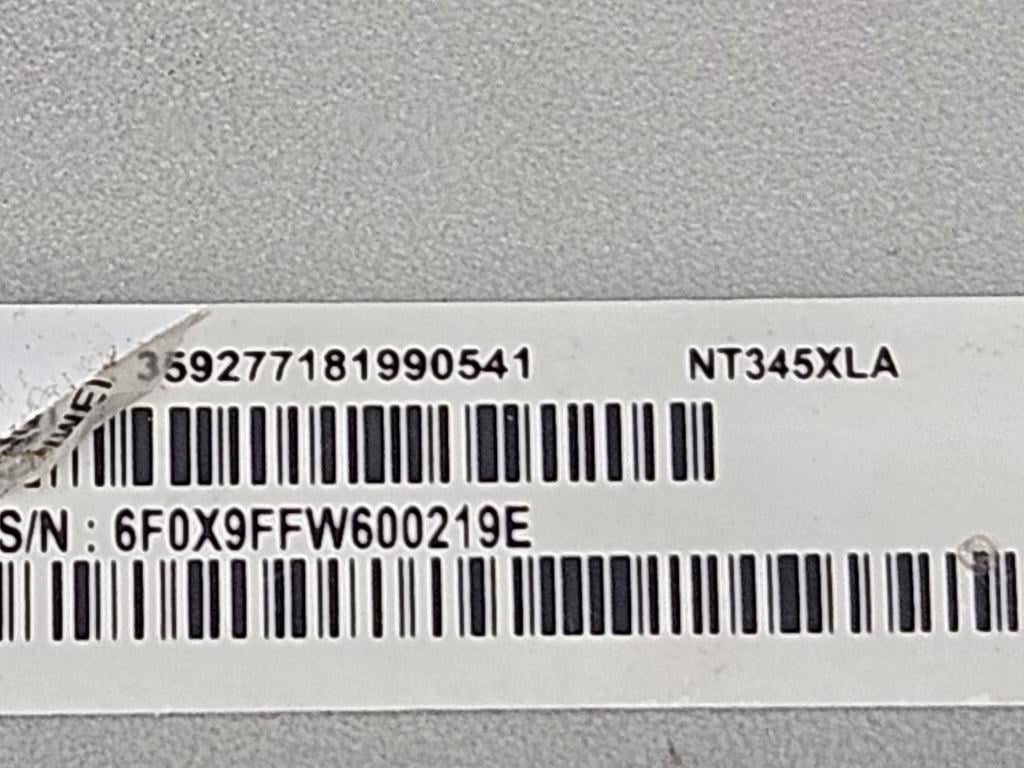 359277181990541 NT345XLA
S/N : 6F0X9FFW600219E